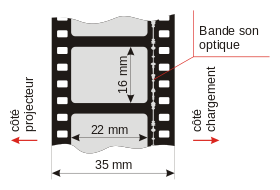 Bande son
optique
16 mm
22 mm
35 mm
côté
projecteur
côté
chargement